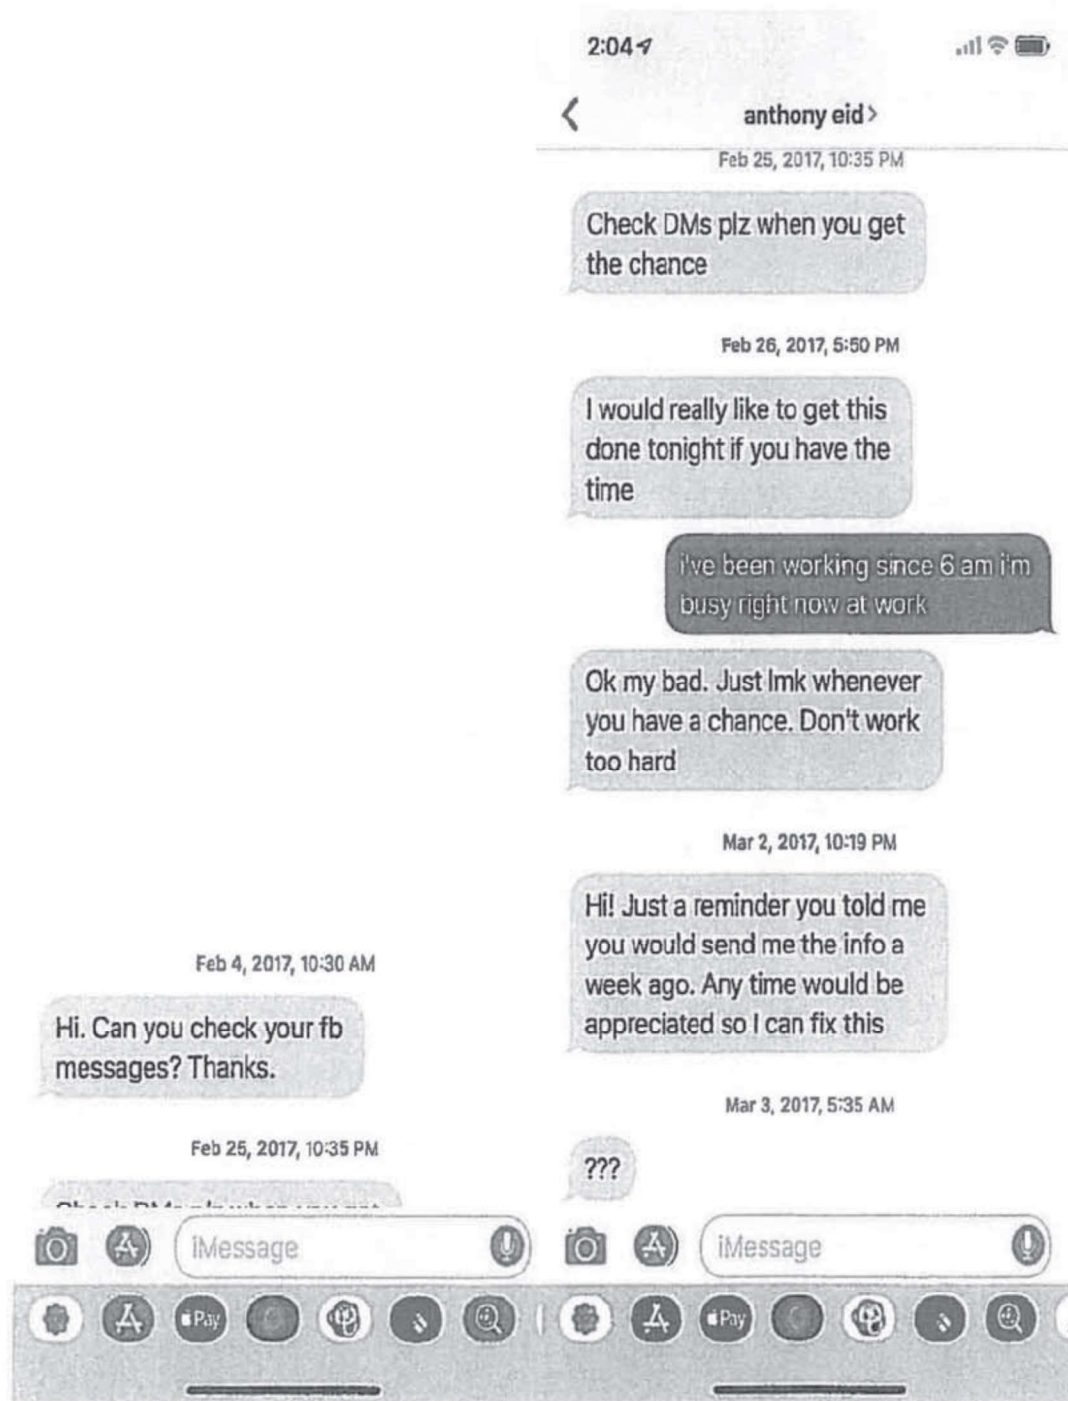 Feb 4, 2017, 10:30 AM
Hi. Can you check your fb
messages? Thanks.
Feb 25, 2017, 10:35 PM
Check DMs plz when you get
iMessage
Pay
2:04
anthony eid >
Feb 25, 2017, 10:35 PM
Check DMs plz when you get
the chance
Feb 26, 2017, 5:50 PM
I would really like to get this
done tonight if you have the
time
i've been working since 6 am i'm
busy right now at work
Ok my bad. Just lmk whenever
you have a chance. Don't work
too hard
Mar 2, 2017, 10:19 PM
Hi! Just a reminder you told me
you would send me the info a
week ago. Any time would be
appreciated so I can fix this
Mar 3, 2017, 5:35 AM
???
iMessage
Pay